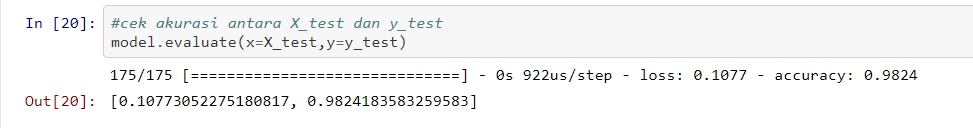 In [20]: #cek akurasi antara X_test dan y_test
model.evaluate(x=X_test,y=y_test)
175/175 [==============================] - 0s 922us/step - loss: 0.1077 - accuracy: 0.9824
Out[20]: [0.10773052275180817, 0.9824183583259583]